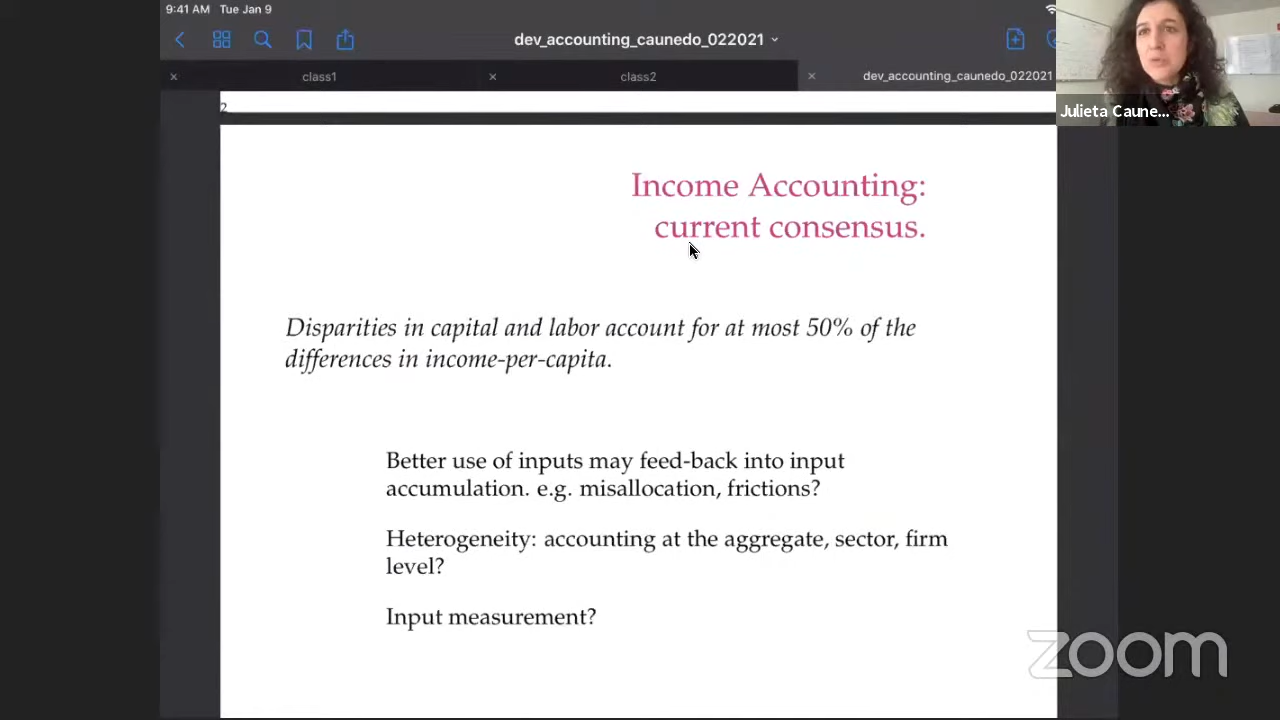 9:41 AM Tue Jan 9
dev_accounting_caunedo_022021
class1
class2
dev_accounting_caunedo_022021
Julieta Caune...
2
Income Accounting:
current consensus.
Disparities in capital and labor account for at most 50% of the
differences in income-per-capita.
Better use of inputs may feed-back into input
accumulation. e.g. misallocation, frictions?
Heterogeneity: accounting at the aggregate, sector, firm
level?
Input measurement?
zoom